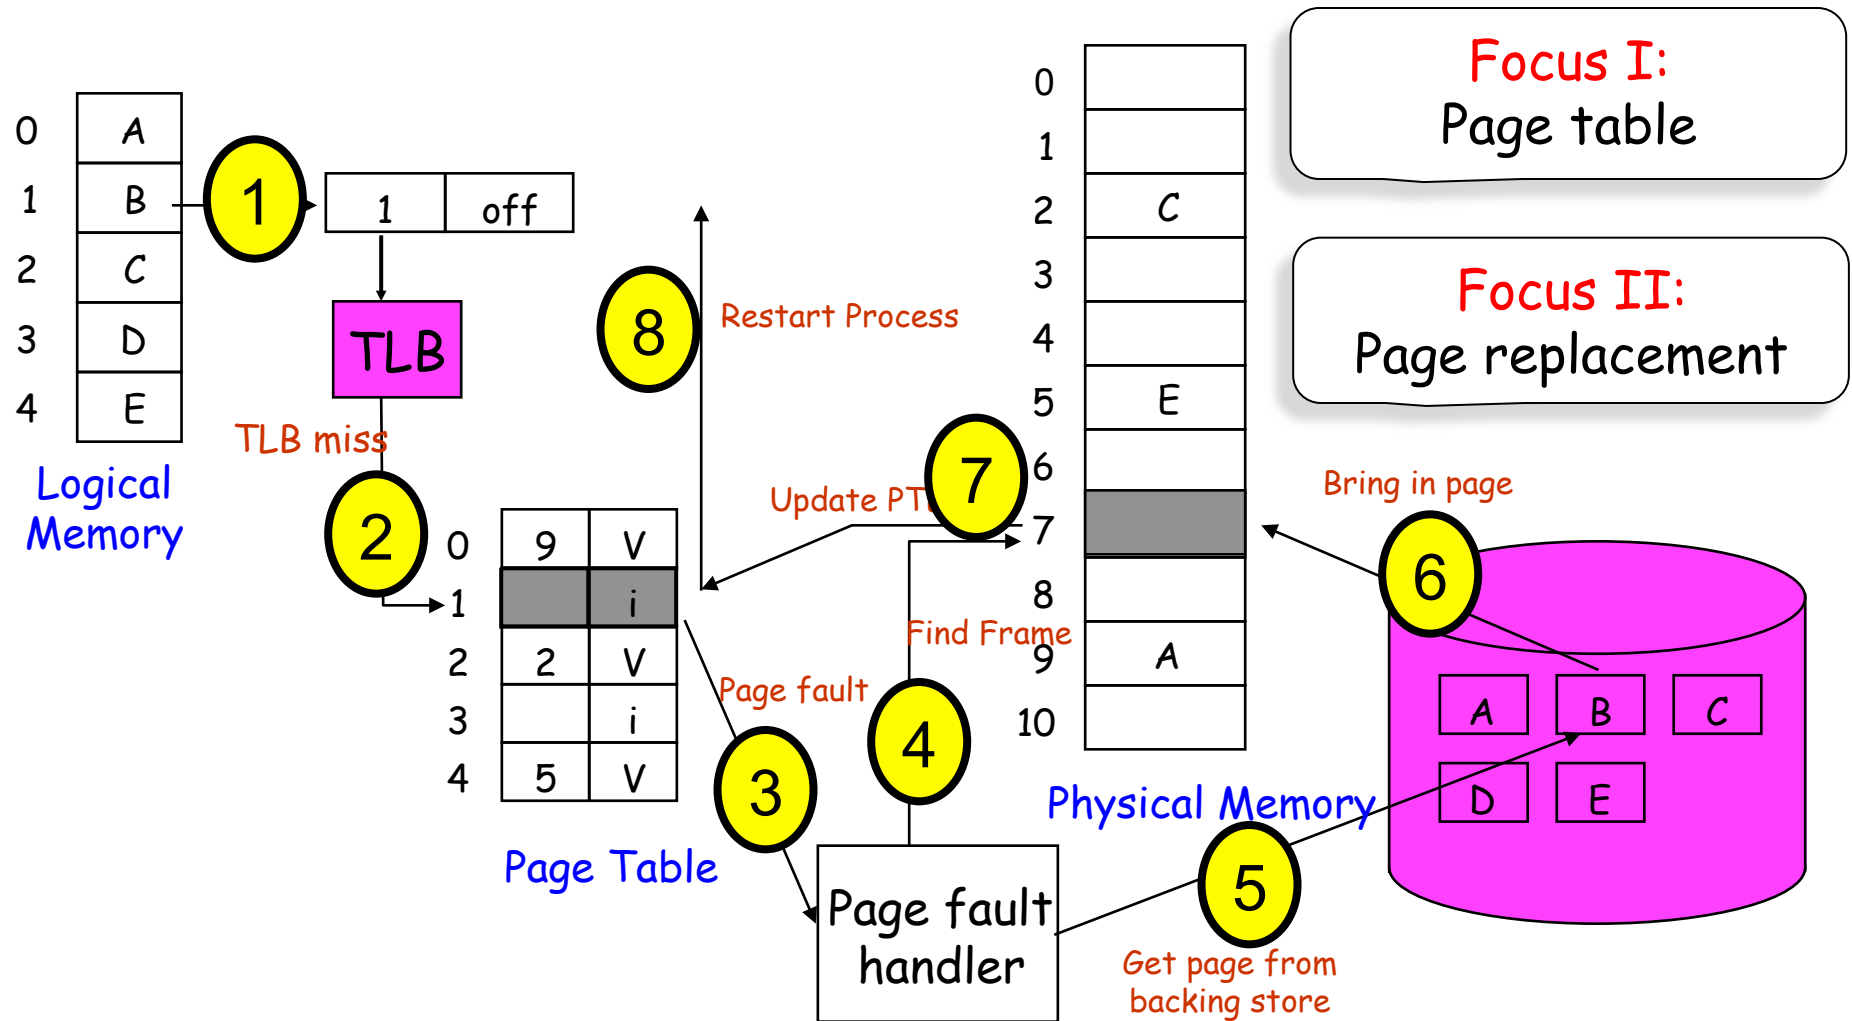 Focus I:
Page table
Focus II:
Page replacement
0 A
1 B
2 C
3 D
4 E
Logical
Memory
1
1 off
TLB
TLB miss
2
0 9 V
1 i
2 2 V
3 i
4 5 V
Page Table
8
Restart Process
7
Update PT
Page fault
3
4
Find Frame
Page fault
handler
0
1
2 C
3
4
5 E
6
7
8
9 A
10
Physical Memory
5
Get page from
backing store
6
Bring in page
A B C
D E